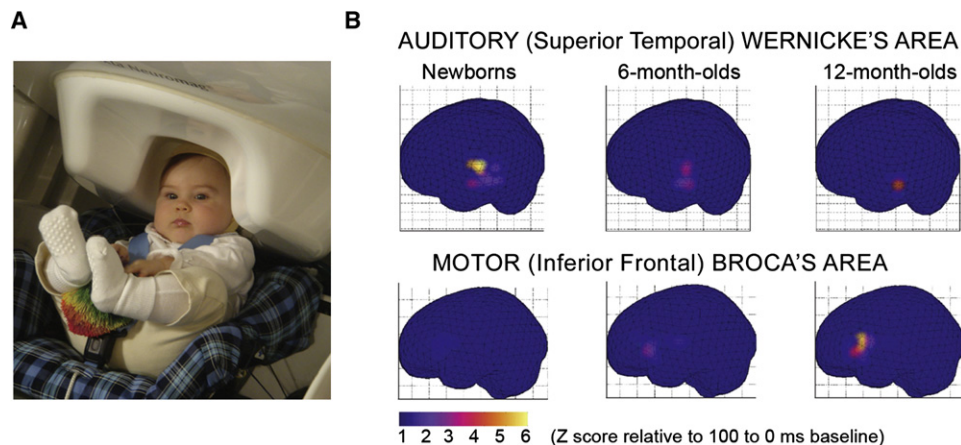 A
Neuromag
B
AUDITORY (Superior Temporal) WERNICKE'S AREA
Newborns 6-month-olds 12-month-olds
MOTOR (Inferior Frontal) BROCA'S AREA
1 2 3 4 5 6 (Z score relative to 100 to 0 ms baseline)